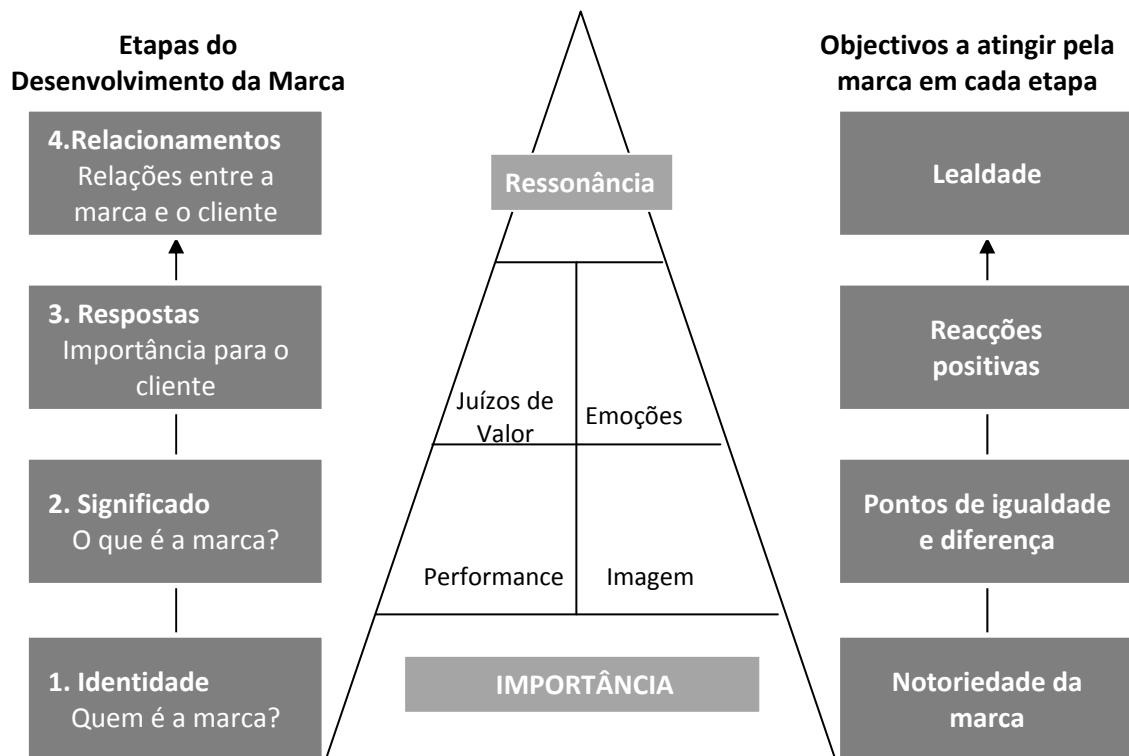 Etapas do
Desenvolvimento da Marca
4.Relacionamentos
Relações entre a
marca e o cliente
3. Respostas
Importância para o
cliente
2. Significado
O que é a marca?
1. Identidade
Quem é a marca?
Ressonância
Juízos de
Valor
Emoções
Performance
Imagem
IMPORTÂNCIA
Objectivos a atingir pela
marca em cada etapa
Lealdade
Reacções
positivas
Pontos de igualdade
e diferença
Notoriedade da
marca